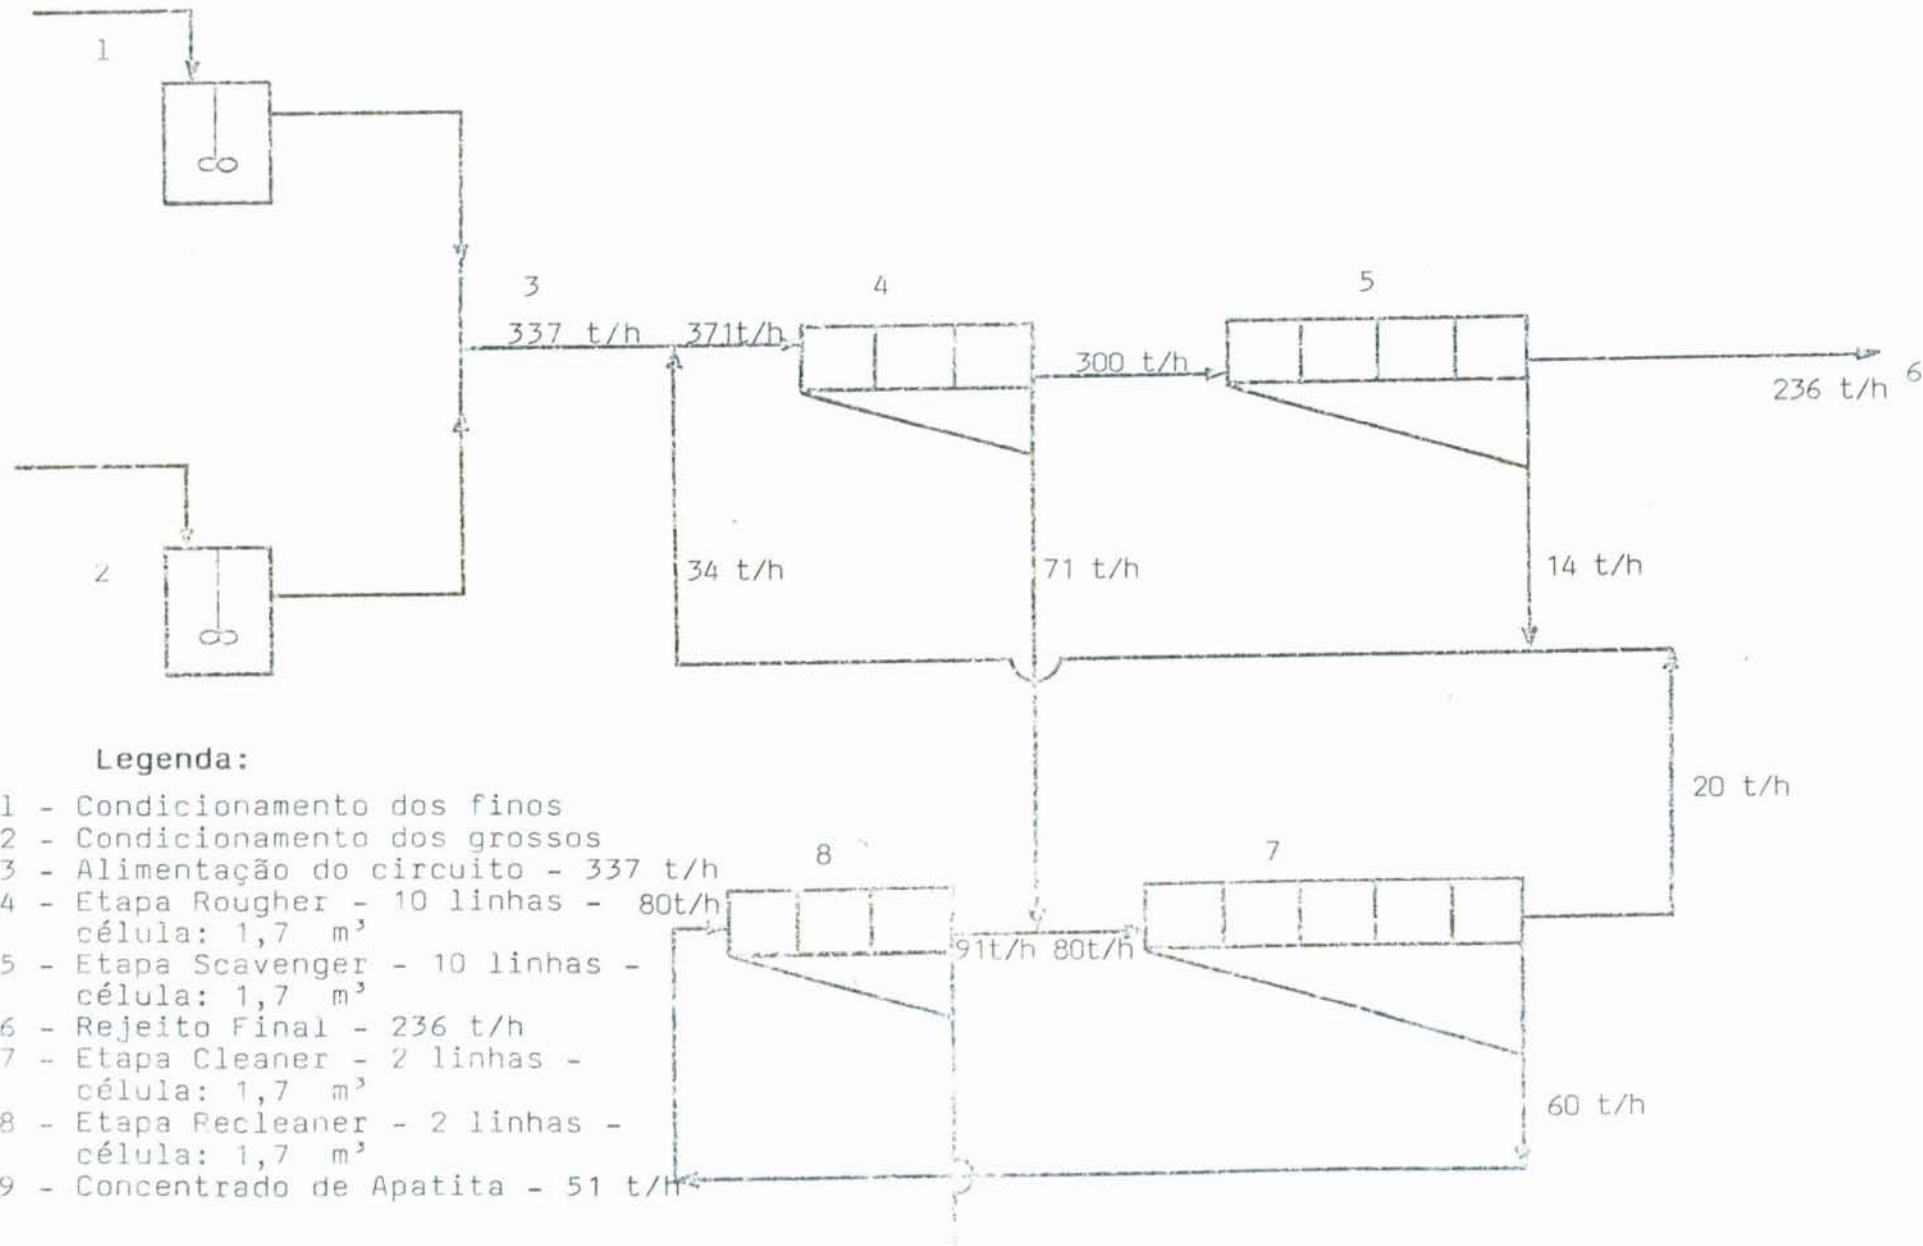 1
3
4
5
337 t/h
371t/h
300 t/h
236 t/h
6
2
34 t/h
71 t/h
14 t/h
20 t/h
Legenda:
1 - Condicionamento dos finos
2 - Condicionamento dos grossos
3 - Alimentação do circuito - 337 t/h
4 - Etapa Rougher - 10 linhas -
célula: 1,7 m³
5 - Etapa Scavenger - 10 linhas -
célula: 1,7 m³
6 - Rejeito Final - 236 t/h
7 - Etapa Cleaner - 2 linhas -
célula: 1,7 m³
8 - Etapa Recleaner - 2 linhas -
célula: 1,7 m³
9 - Concentrado de Apatita - 51 t/h
8
7
80t/h
91t/h
80t/h
60 t/h